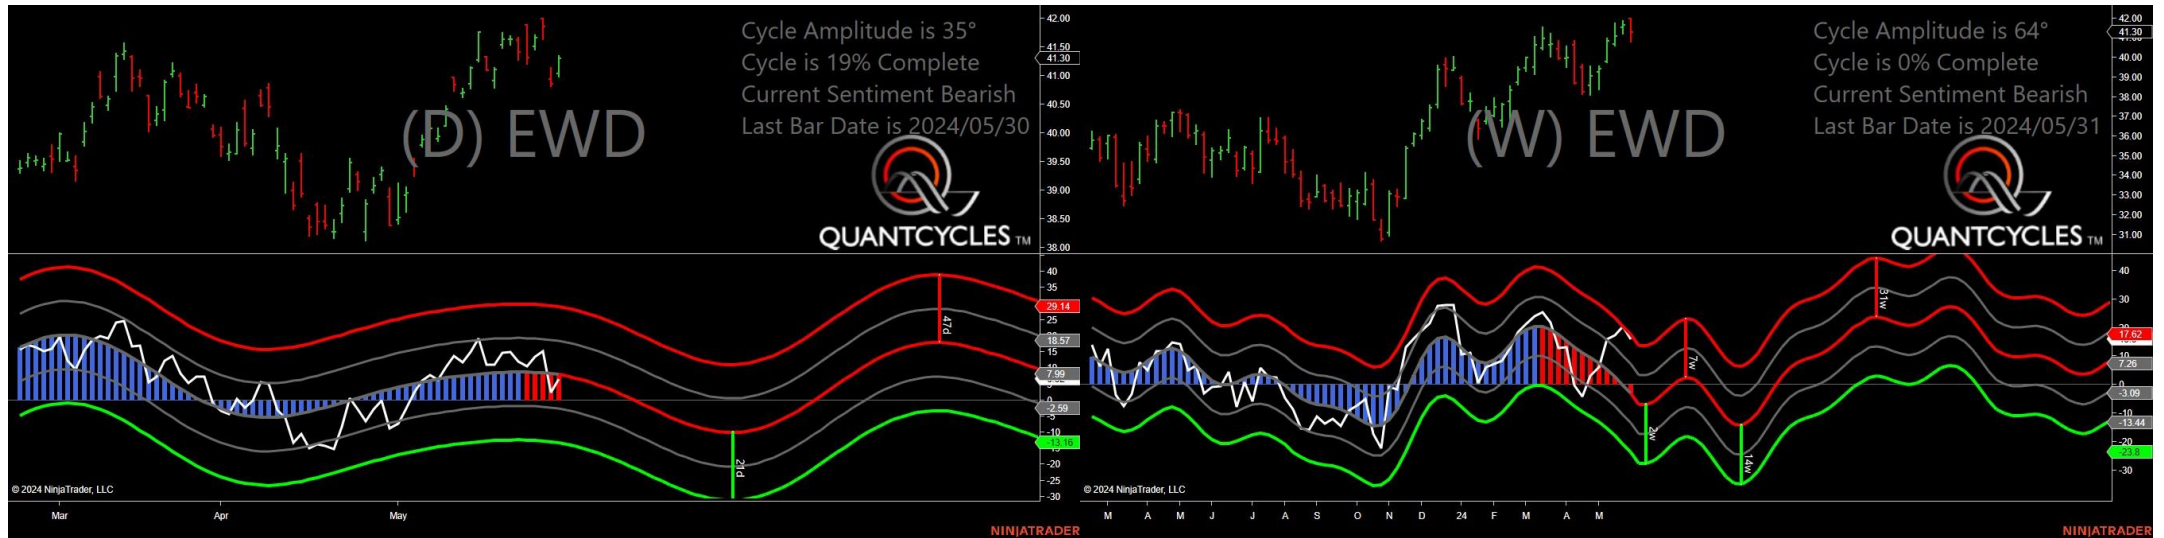 Cycle Amplitude is 35°
Cycle is 19% Complete
Current Sentiment Bearish
Last Bar Date is 2024/05/30
(D) EWD
QUANTCYCLES TM
42.00
41.50
41.30
41.00
40.50
40.00
39.50
39.00
38.50
38.00
40
35
29.14
25
18.57
15
7.99
-2.59
-5
-10
-13.16
-20
-25
-30
47d
21d
© 2024 NinjaTrader, LLC
Mar Apr May
NINJATRADER
Cycle Amplitude is 64°
Cycle is 0% Complete
Current Sentiment Bearish
Last Bar Date is 2024/05/31
(W) EWD
QUANTCYCLES TM
42.00
41.30
40.00
39.00
38.00
37.00
36.00
35.00
34.00
33.00
32.00
31.00
40
30
17.62
10
7.26
0
-3.09
-10
-13.44
-20
-23.8
-30
31w
7w
2w
14w
© 2024 NinjaTrader, LLC
M A M J J A S O N D 24 F M A M
NINJATRADER